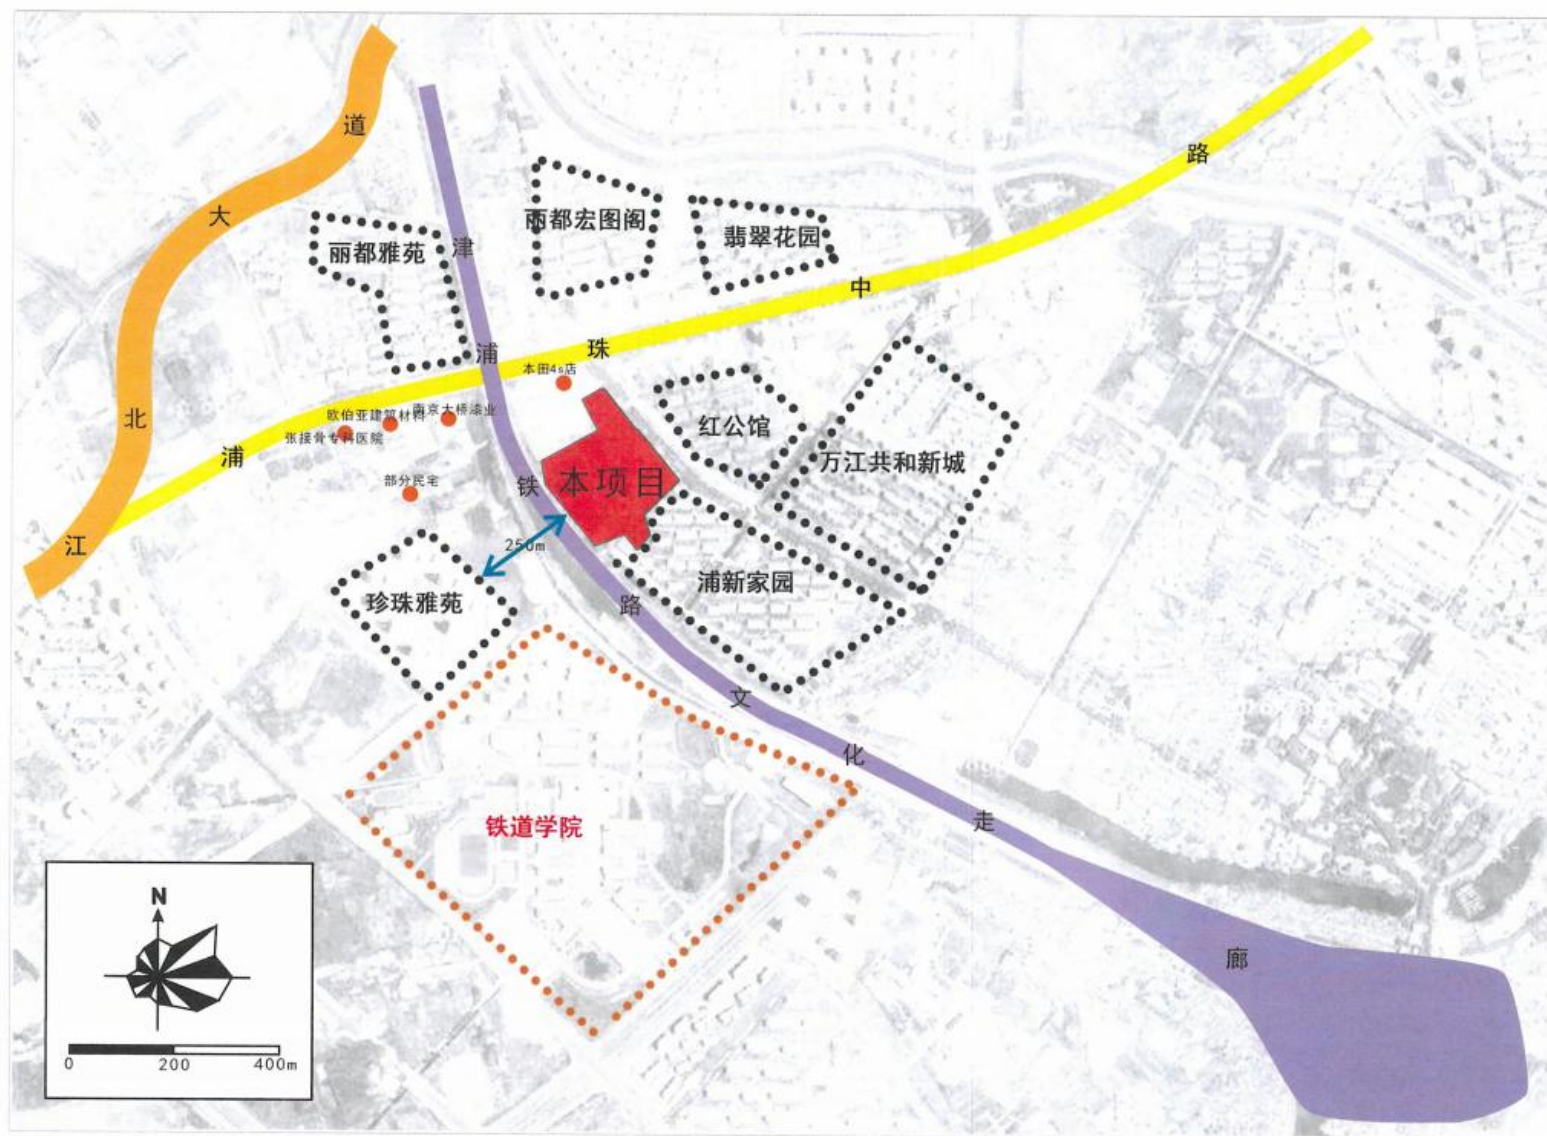 江北大道
津浦铁路文化走廊
浦珠中路
丽都雅苑
丽都宏图阁
翡翠花园
本田4s店
南京大桥漆业
欧伯亚建筑材料
张接骨专科医院
部分民宅
红公馆
万江共和新城
本项目
250m
浦新家园
珍珠雅苑
铁道学院
N
0 200 400m